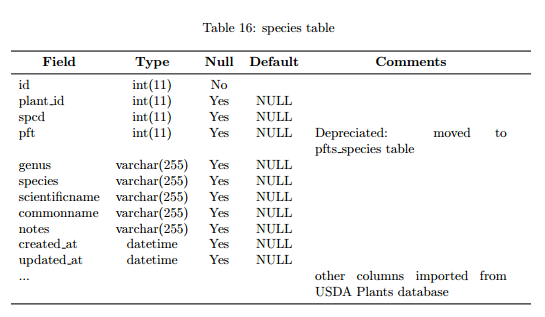 Table 16: species table
Field Type Null Default Comments
id int(11) No
plant_id int(11) Yes NULL
spcd int(11) Yes NULL
pft int(11) Yes NULL Depreciated: moved to
pfts_species table
genus varchar(255) Yes NULL
species varchar(255) Yes NULL
scientificname varchar(255) Yes NULL
commonname varchar(255) Yes NULL
notes varchar(255) Yes NULL
created_at datetime Yes NULL
updated_at datetime Yes NULL
... other columns imported from
USDA Plants database